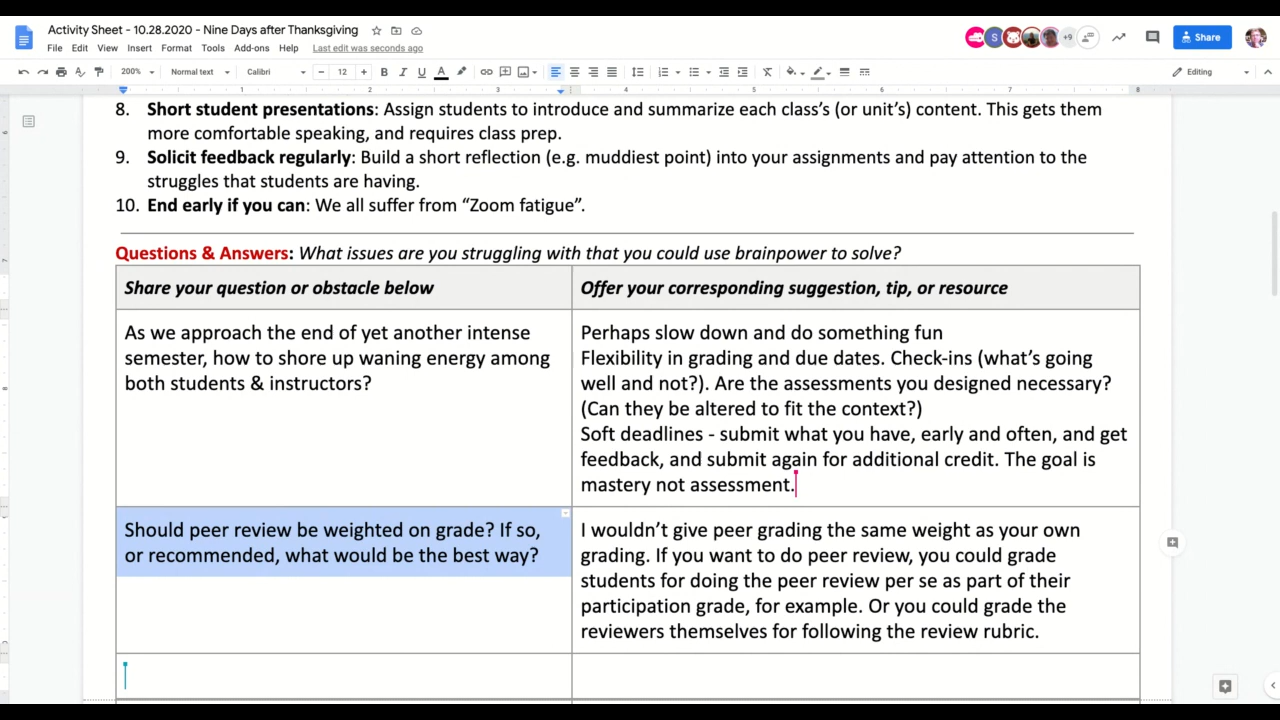 Activity Sheet - 10.28.2020 - Nine Days after Thanksgiving
S
+9
Share
File Edit View Insert Format Tools Add-ons Help Last edit was seconds ago
200% Normal text Calibri 12 B I U A Editing
1 2 3 4 5 6 7 8
8. Short student presentations: Assign students to introduce and summarize each class's (or unit's) content. This gets them
more comfortable speaking, and requires class prep.
9. Solicit feedback regularly: Build a short reflection (e.g. muddiest point) into your assignments and pay attention to the
struggles that students are having.
10. End early if you can: We all suffer from “Zoom fatigue”.
Questions & Answers: What issues are you struggling with that you could use brainpower to solve?
Share your question or obstacle below
Offer your corresponding suggestion, tip, or resource
As we approach the end of yet another intense
semester, how to shore up waning energy among
both students & instructors?
Perhaps slow down and do something fun
Flexibility in grading and due dates. Check-ins (what’s going
well and not?). Are the assessments you designed necessary?
(Can they be altered to fit the context?)
Soft deadlines - submit what you have, early and often, and get
feedback, and submit again for additional credit. The goal is
mastery not assessment.
Should peer review be weighted on grade? If so,
or recommended, what would be the best way?
I wouldn’t give peer grading the same weight as your own
grading. If you want to do peer review, you could grade
students for doing the peer review per se as part of their
participation grade, for example. Or you could grade the
reviewers themselves for following the review rubric.